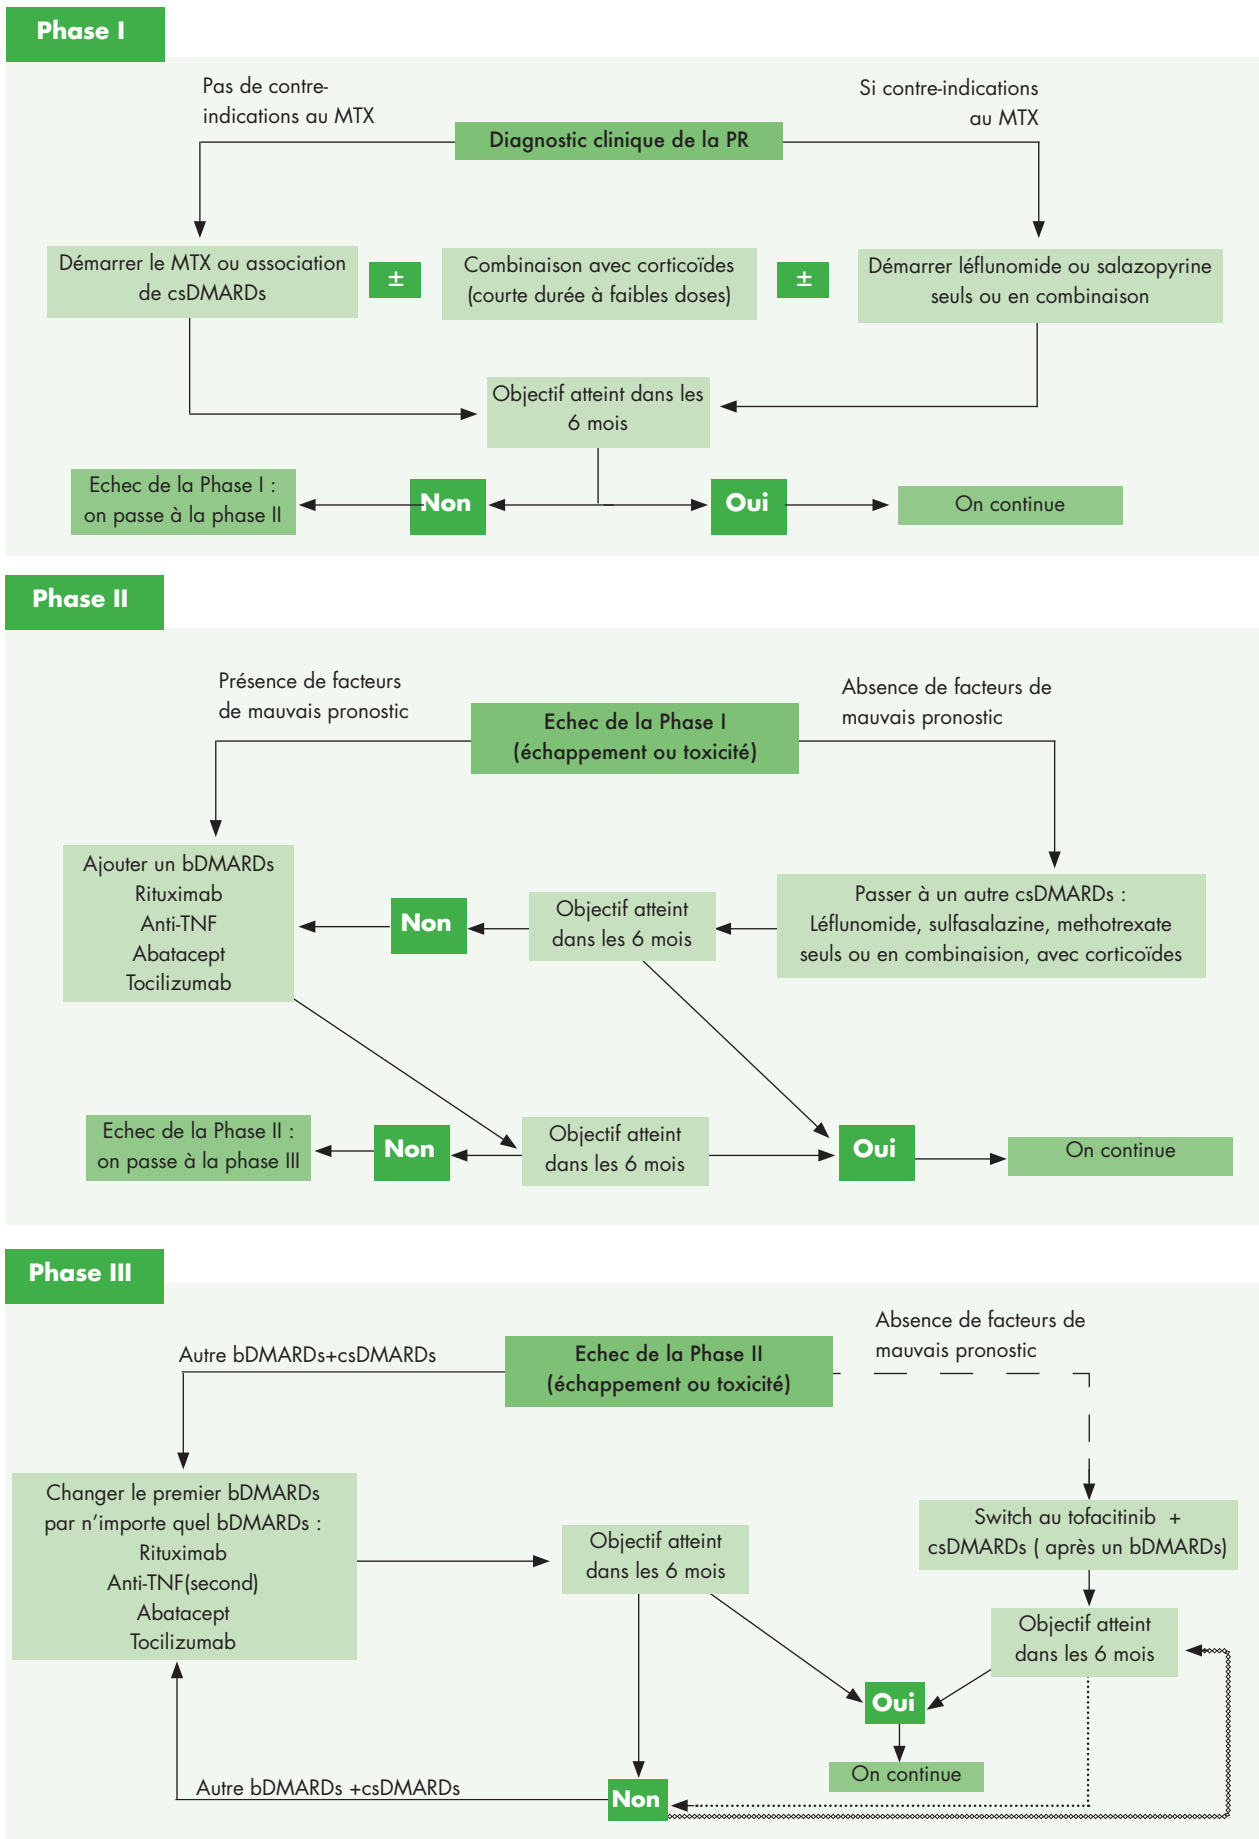 Phase I
Pas de contre-
indications au MTX
Si contre-indications
au MTX
Diagnostic clinique de la PR
Démarrer le MTX ou association
de csDMARDs
±
Combinaison avec corticoïdes
(courte durée à faibles doses)
±
Démarrer léflunomide ou salazopyrine
seuls ou en combinaison
Objectif atteint dans les
6 mois
Echec de la Phase I :
on passe à la phase II
Non
Oui
On continue
Phase II
Présence de facteurs
de mauvais pronostic
Absence de facteurs de
mauvais pronostic
Echec de la Phase I
(échappement ou toxicité)
Ajouter un bDMARDs
Rituximab
Anti-TNF
Abatacept
Tocilizumab
Non
Objectif atteint
dans les 6 mois
Passer à un autre csDMARDs :
Léflunomide, sulfasalazine, methotrexate
seuls ou en combinaision, avec corticoïdes
Echec de la Phase II :
on passe à la phase III
Non
Objectif atteint
dans les 6 mois
Oui
On continue
Phase III
Absence de facteurs de
mauvais pronostic
Autre bDMARDs+csDMARDs
Echec de la Phase II
(échappement ou toxicité)
Changer le premier bDMARDs
par n'importe quel bDMARDs :
Rituximab
Anti-TNF(second)
Abatacept
Tocilizumab
Objectif atteint
dans les 6 mois
Switch au tofacitinib +
csDMARDs ( après un bDMARDs)
Objectif atteint
dans les 6 mois
Oui
On continue
Autre bDMARDs +csDMARDs
Non